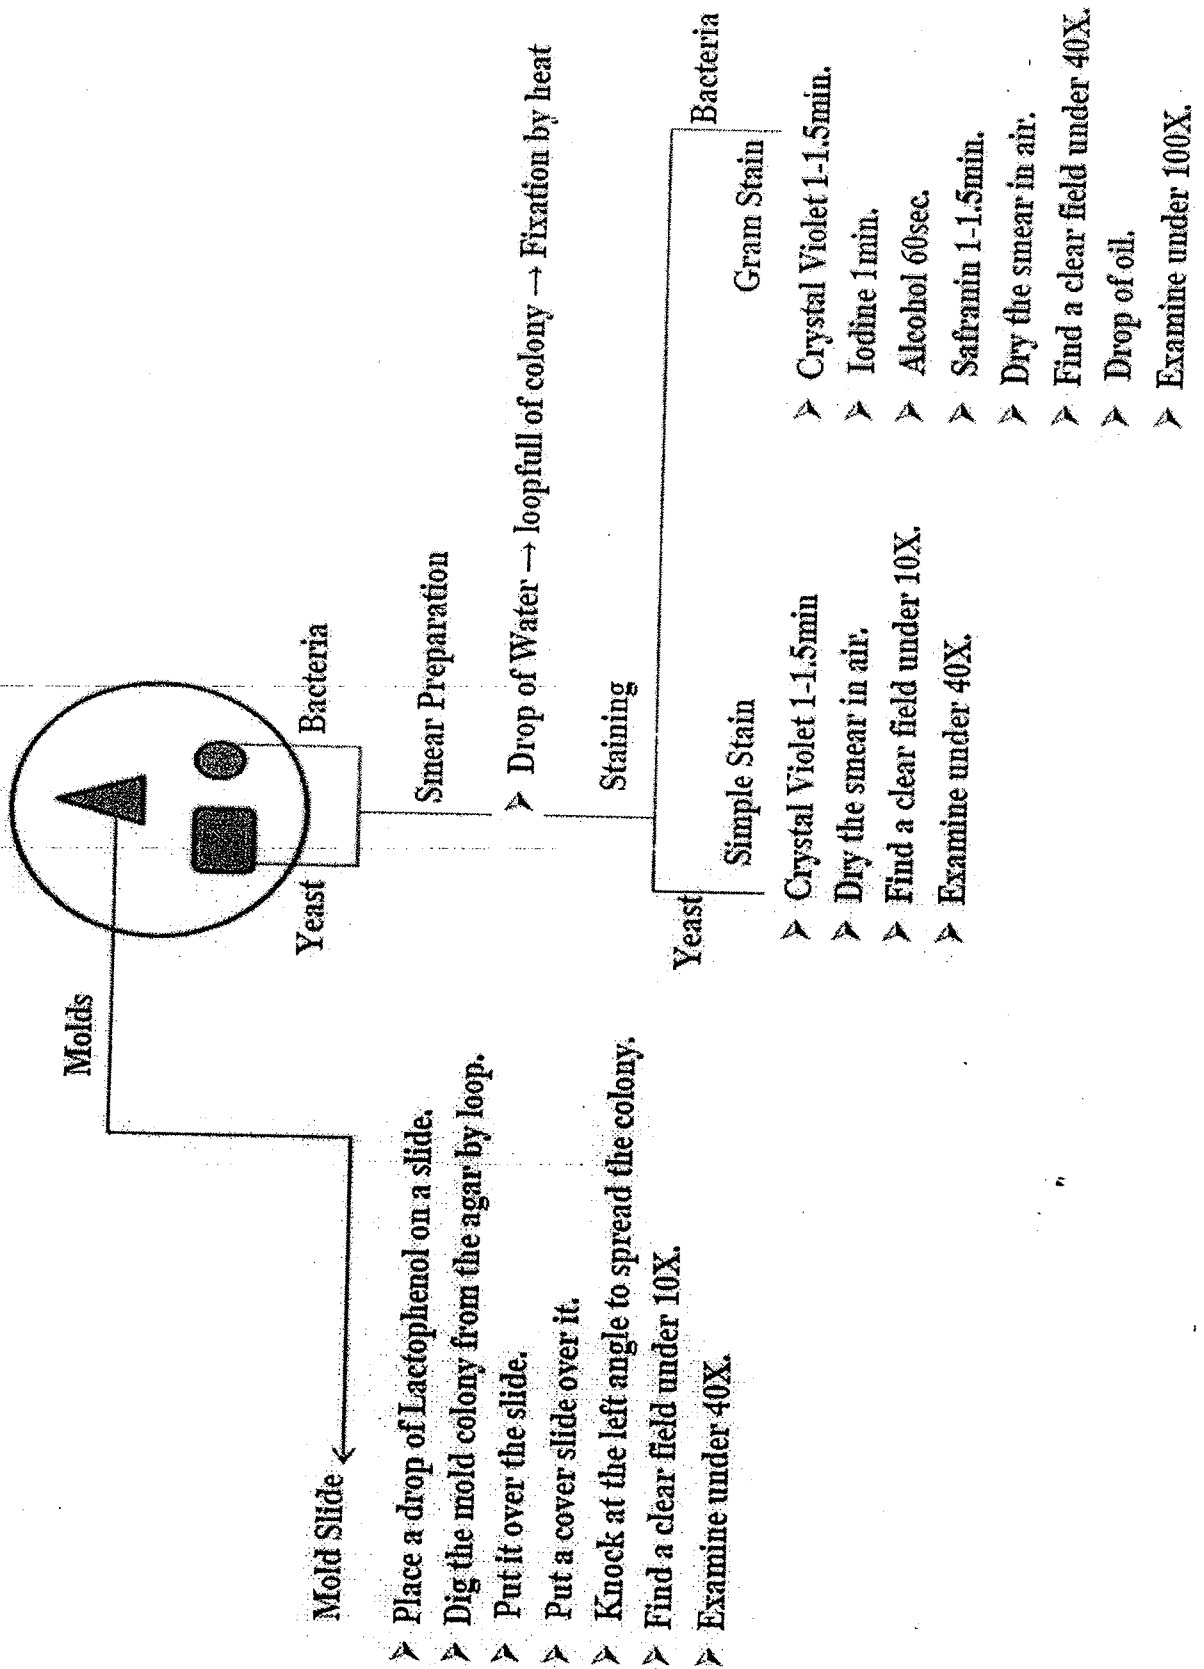 Molds
Yeast
Bacteria
Mold Slide
➢ Place a drop of Lactophenol on a slide.
➢ Dig the mold colony from the agar by loop.
➢ Put it over the slide.
➢ Put a cover slide over it.
➢ Knock at the left angle to spread the colony.
➢ Find a clear field under 10X.
➢ Examine under 40X.
Smear Preparation
➢ Drop of Water → loopfull of colony → Fixation by heat
Staining
Yeast
Simple Stain
➢ Crystal Violet 1-1.5min
➢ Dry the smear in air.
➢ Find a clear field under 10X.
➢ Examine under 40X.
Bacteria
Gram Stain
➢ Crystal Violet 1-1.5min.
➢ Iodine 1min.
➢ Alcohol 60sec.
➢ Safranin 1-1.5min.
➢ Dry the smear in air.
➢ Find a clear field under 40X.
➢ Drop of oil.
➢ Examine under 100X.